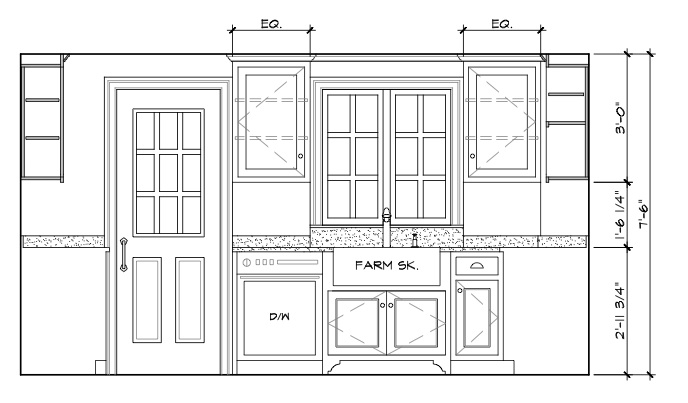 EQ.
EQ.
3'-0"
1'-6 1/4"
7'-6"
FARM SK.
D/W
2'-11 3/4"